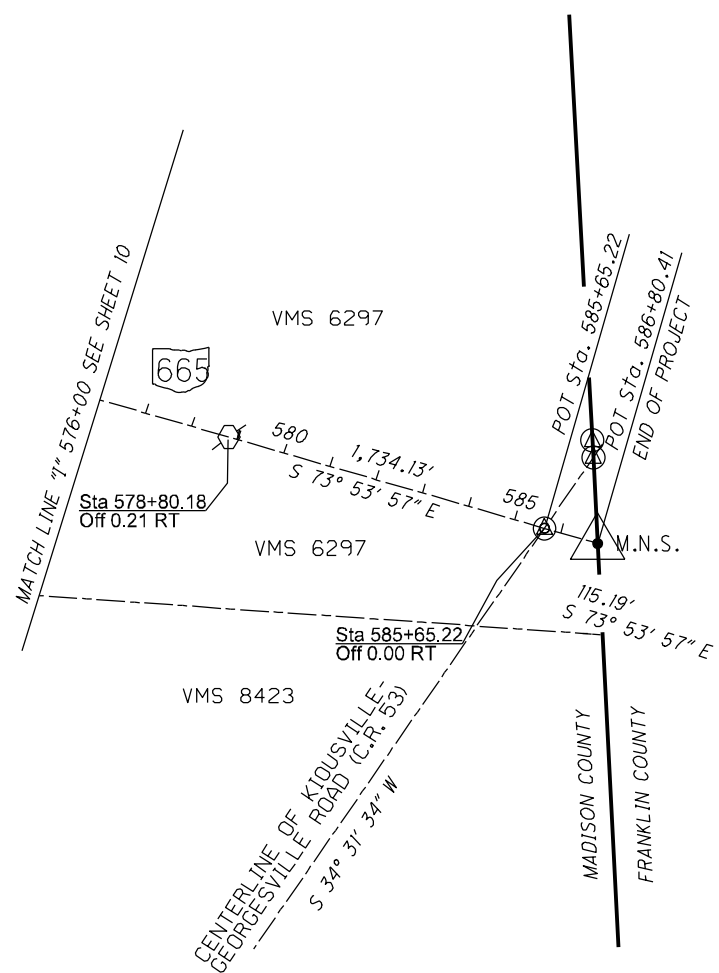 MATCH LINE "I" 576+00 SEE SHEET 10
VMS 6297
665
580
1,734.13'
S 73° 53' 57" E
585
Sta 578+80.18
Off 0.21 RT
POT Sta. 585+65.22
POT Sta. 586+80.41
END OF PROJECT
M.N.S.
VMS 6297
115.19'
S 73° 53' 57" E
Sta 585+65.22
Off 0.00 RT
VMS 8423
CENTERLINE OF KIOUSVILLE-
GEORGESVILLE ROAD (C.R. 53)
S 34° 31' 34" W
MADISON COUNTY
FRANKLIN COUNTY